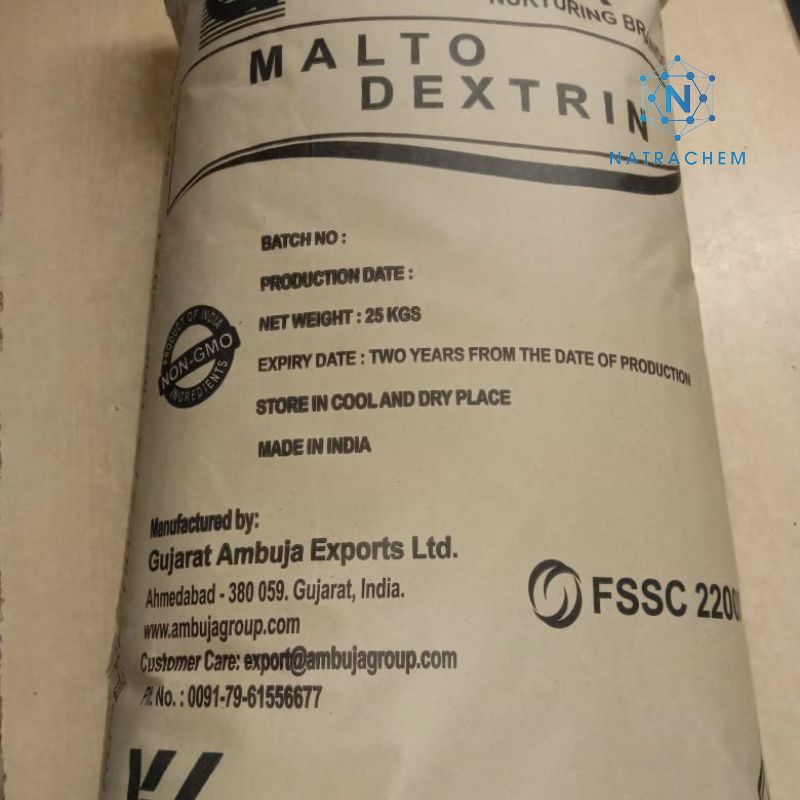 NURTURING BRANDS
MALTO
DEXTRIN
N
NATRACHEM
BATCH NO :
PRODUCTION DATE :
NET WEIGHT : 25 KGS
PRODUCT OF INDIA
NON-GMO
INGREDIENTS
EXPIRY DATE : TWO YEARS FROM THE DATE OF PRODUCTION
STORE IN COOL AND DRY PLACE
MADE IN INDIA
Manufactured by:
Gujarat Ambuja Exports Ltd.
Ahmedabad - 380 059. Gujarat, India.
www.ambujagroup.com
Customer Care: export@ambujagroup.com
Ph. No. : 0091-79-61556677
FSSC 2200